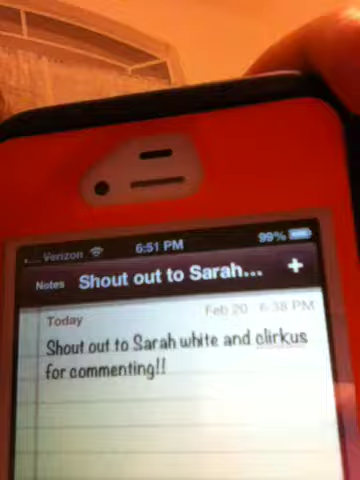 Verizon 6:51 PM 99%
Notes Shout out to Sarah... +
Today Feb 20 6:38 PM
Shout out to Sarah white and clirkus
for commenting!!